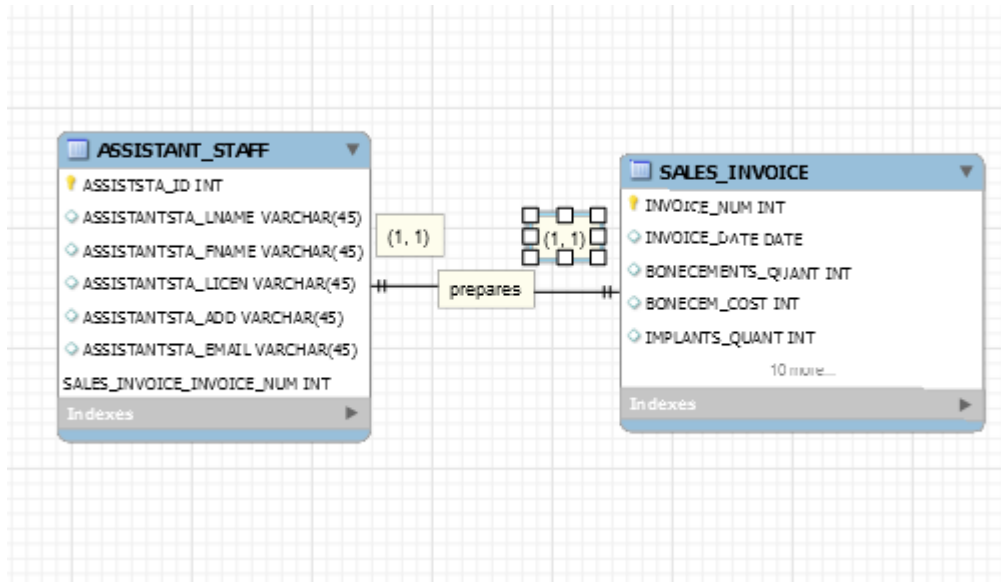 ASSISTANT_STAFF
ASSISTSTA_ID INT
ASSISTANTSTA_LNAME VARCHAR(45)
ASSISTANTSTA_FNAME VARCHAR(45)
ASSISTANTSTA_LICEN VARCHAR(45)
ASSISTANTSTA_ADD VARCHAR(45)
ASSISTANTSTA_EMAIL VARCHAR(45)
SALES_INVOICE_INVOICE_NUM INT
Indexes
(1, 1)
prepares
(1, 1)
SALES_INVOICE
INVOICE_NUM INT
INVOICE_DATE DATE
BONECEMENTS_QUANT INT
BONECEM_COST INT
IMPLANTS_QUANT INT
10 more...
Indexes